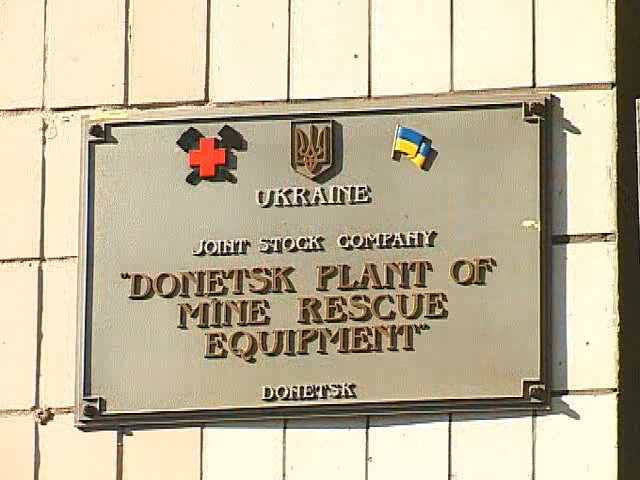 UKRAINE
JOINT STOCK COMPANY
"DONETSK PLANT OF
MINE RESCUE
EQUIPMENT"
DONETSK